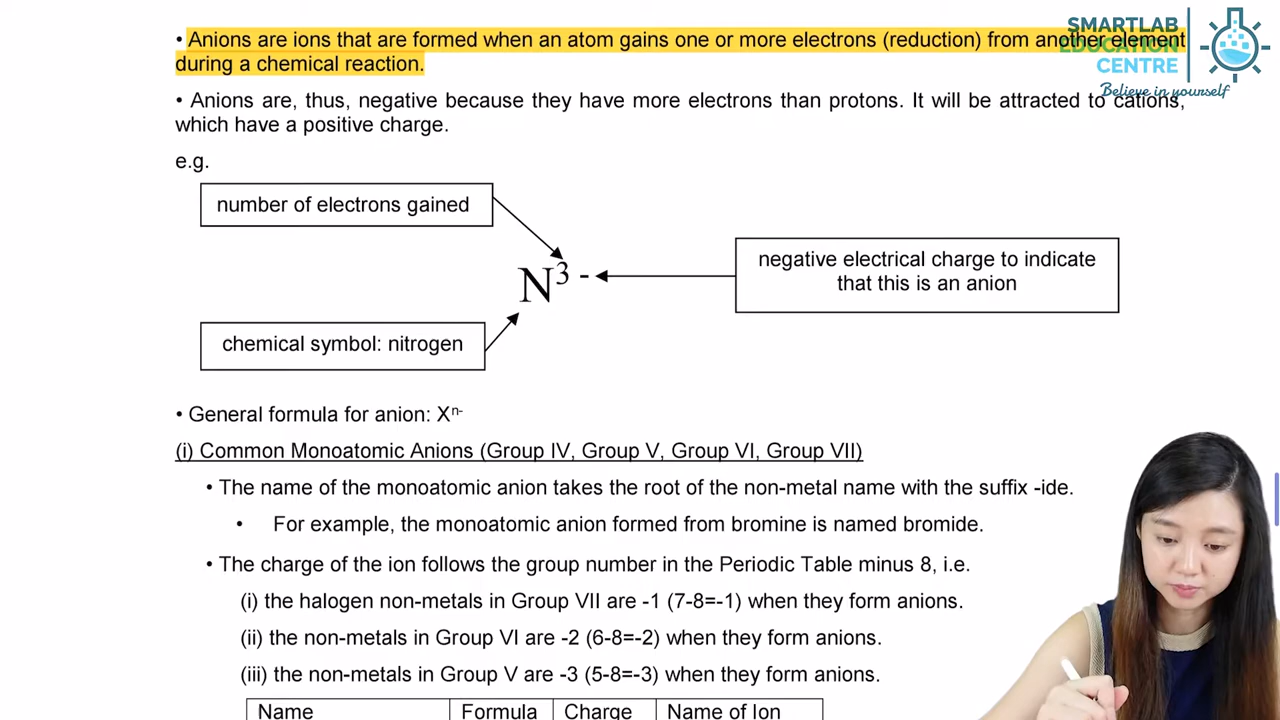 • Anions are ions that are formed when an atom gains one or more electrons (reduction) from another element
during a chemical reaction.
SMARTLAB
EDUCATION
CENTRE
Believe in yourself
• Anions are, thus, negative because they have more electrons than protons. It will be attracted to cations,
which have a positive charge.
e.g.
number of electrons gained
N³ -
negative electrical charge to indicate
that this is an anion
chemical symbol: nitrogen
• General formula for anion: Xⁿ⁻
(i) Common Monoatomic Anions (Group IV, Group V, Group VI, Group VII)
• The name of the monoatomic anion takes the root of the non-metal name with the suffix -ide.
• For example, the monoatomic anion formed from bromine is named bromide.
• The charge of the ion follows the group number in the Periodic Table minus 8, i.e.
(i) the halogen non-metals in Group VII are -1 (7-8=-1) when they form anions.
(ii) the non-metals in Group VI are -2 (6-8=-2) when they form anions.
(iii) the non-metals in Group V are -3 (5-8=-3) when they form anions.
Name Formula Charge Name of Ion